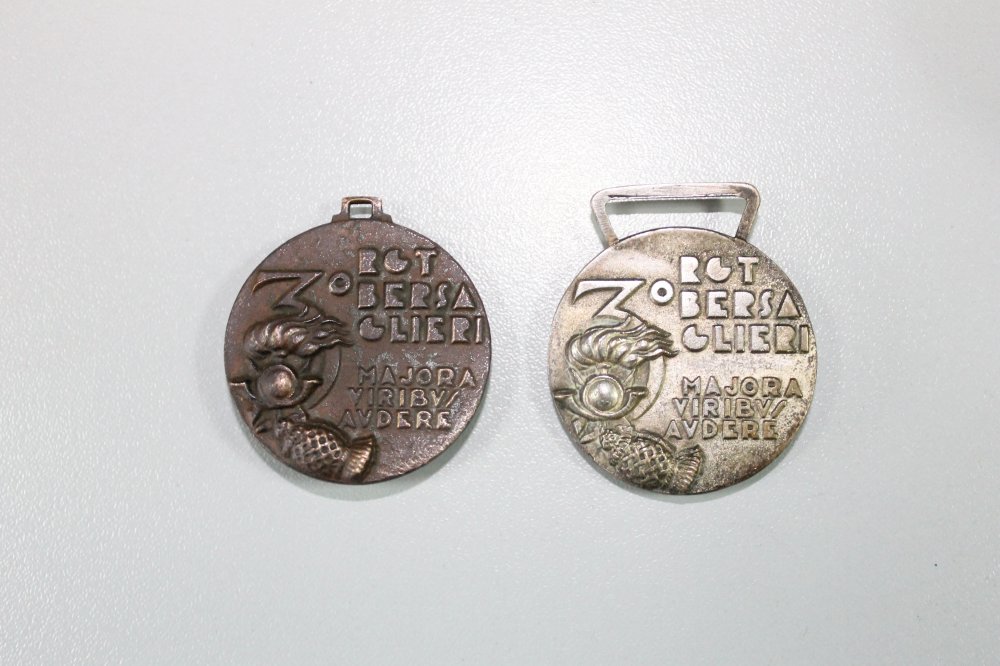 3° RGT
BERSA
GLIERI
MAJORA
VIRIBVS
AVDERE
3° RGT
BERSA
GLIERI
MAJORA
VIRIBVS
AVDERE